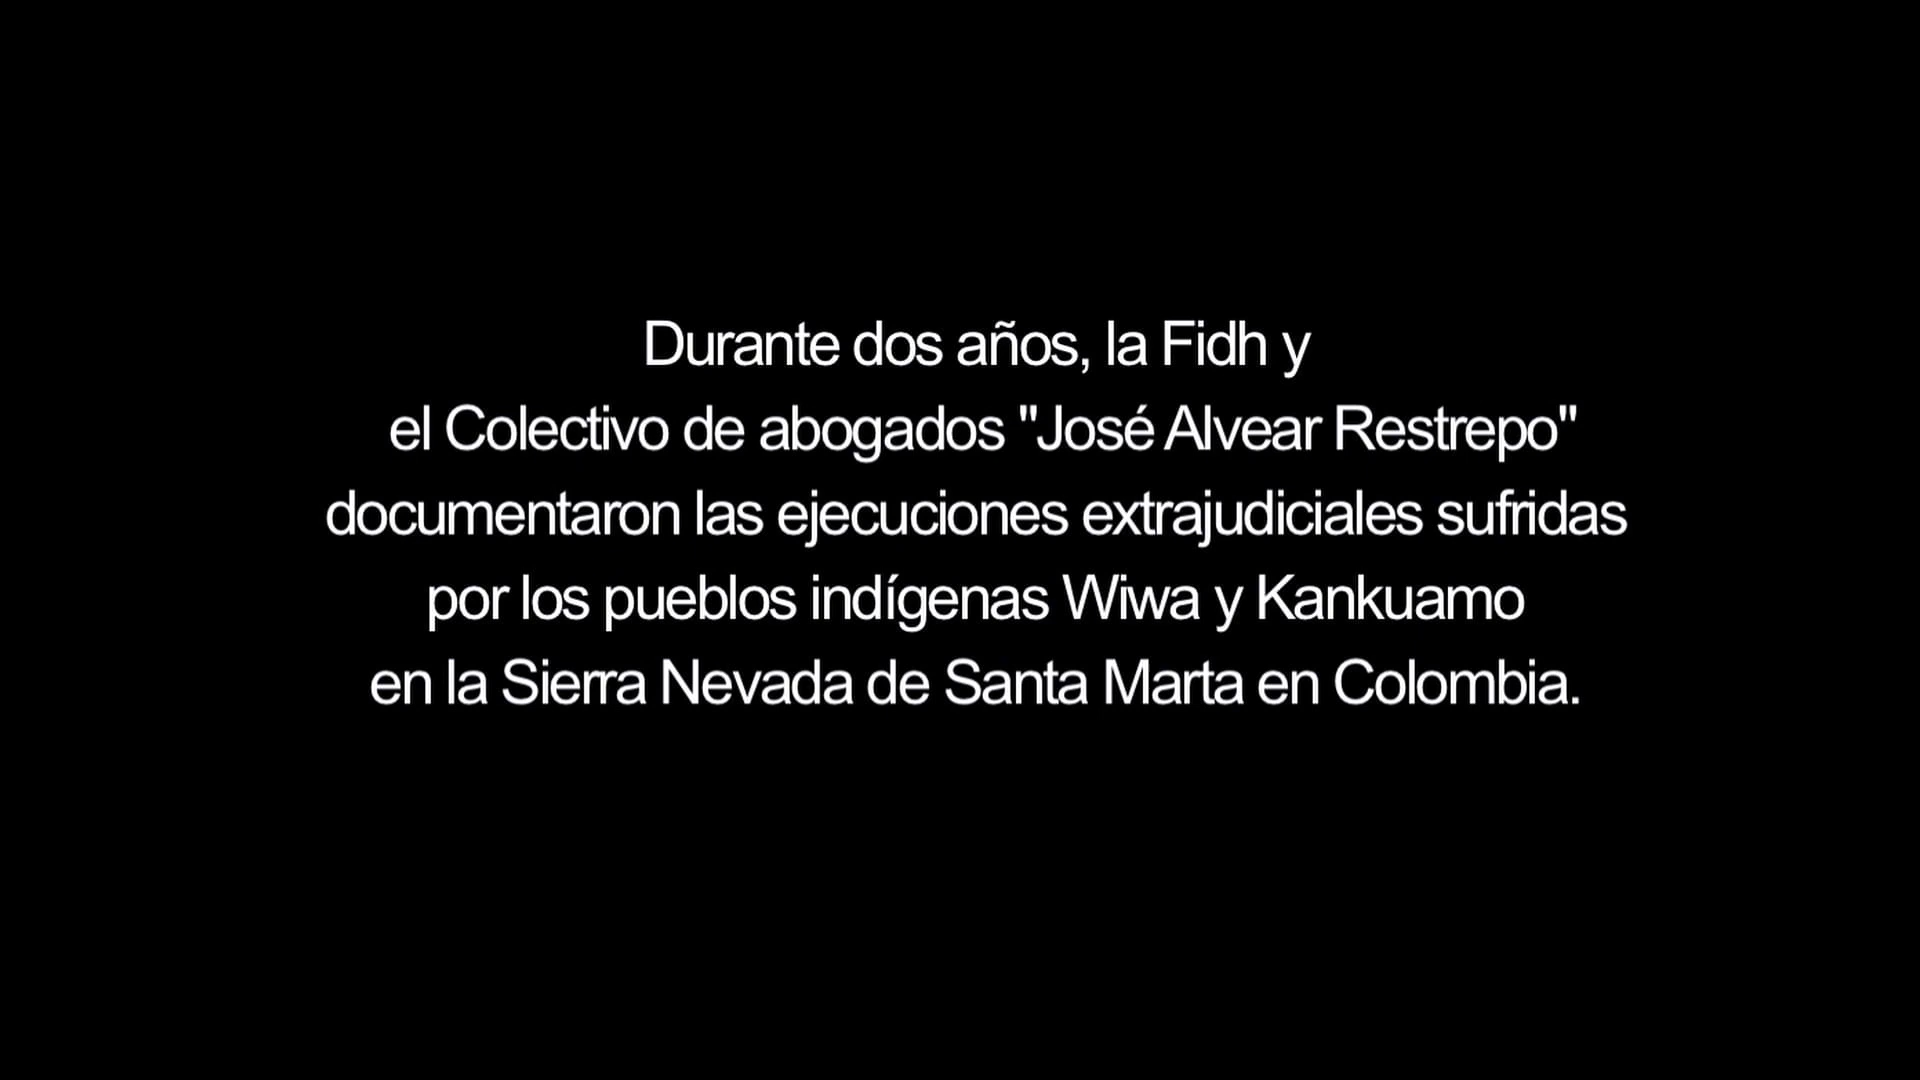 Durante dos años, la Fidh y
el Colectivo de abogados "José Alvear Restrepo"
documentaron las ejecuciones extrajudiciales sufridas
por los pueblos indígenas Wiwa y Kankuamo
en la Sierra Nevada de Santa Marta en Colombia.